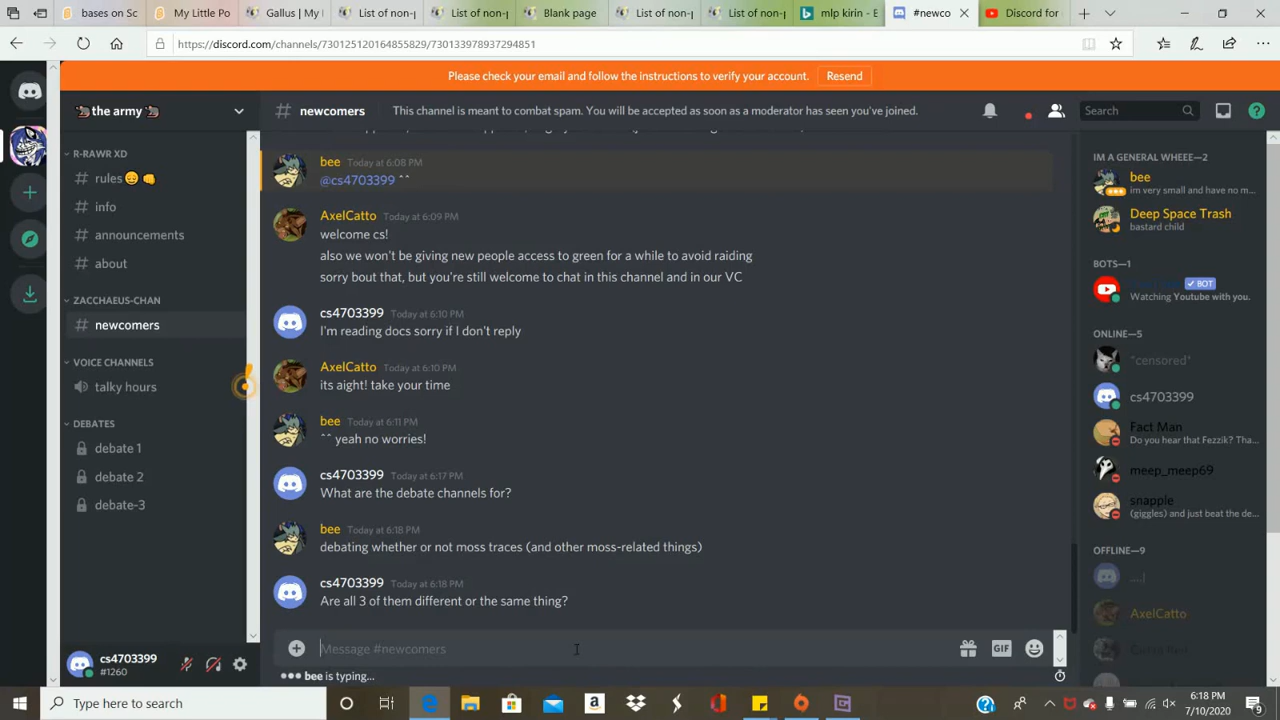 bases on Sc
My Little Po
Gallus | My I
List of non-
List of non-p
Blank page
List of non-p
List of non-p
mlp kirin - B
#newco
Discord for
https://discord.com/channels/730125120164855829/730133978937294851
Please check your email and follow the instructions to verify your account.
Resend
the army
newcomers
This channel is meant to combat spam. You will be accepted as soon as a moderator has seen you've joined.
Search
R-RAWR XD
rules
info
announcements
about
ZACCHAEUS-CHAN
newcomers
VOICE CHANNELS
talky hours
DEBATES
debate 1
debate 2
debate-3
cs4703399
#1260
bee Today at 6:08 PM
@cs4703399 ^^
AxelCatto Today at 6:09 PM
welcome cs!
also we won't be giving new people access to green for a while to avoid raiding
sorry bout that, but you're still welcome to chat in this channel and in our VC
cs4703399 Today at 6:10 PM
I'm reading docs sorry if I don't reply
AxelCatto Today at 6:10 PM
its aight! take your time
bee Today at 6:11 PM
^^ yeah no worries!
cs4703399 Today at 6:17 PM
What are the debate channels for?
bee Today at 6:18 PM
debating whether or not moss traces (and other moss-related things)
cs4703399 Today at 6:18 PM
Are all 3 of them different or the same thing?
Message #newcomers
GIF
bee is typing...
IM A GENERAL WHEEE—2
bee
im very small and have no m...
Deep Space Trash
bastard child
BOTS—1
BOT
Watching Youtube with you.
ONLINE—5
*censored*
cs4703399
Fact Man
Do you hear that Fezzik? Tha...
meep_meep69
snapple
(giggles) and just beat the de...
OFFLINE—9
AxelCatto
Type here to search
6:18 PM
7/10/2020